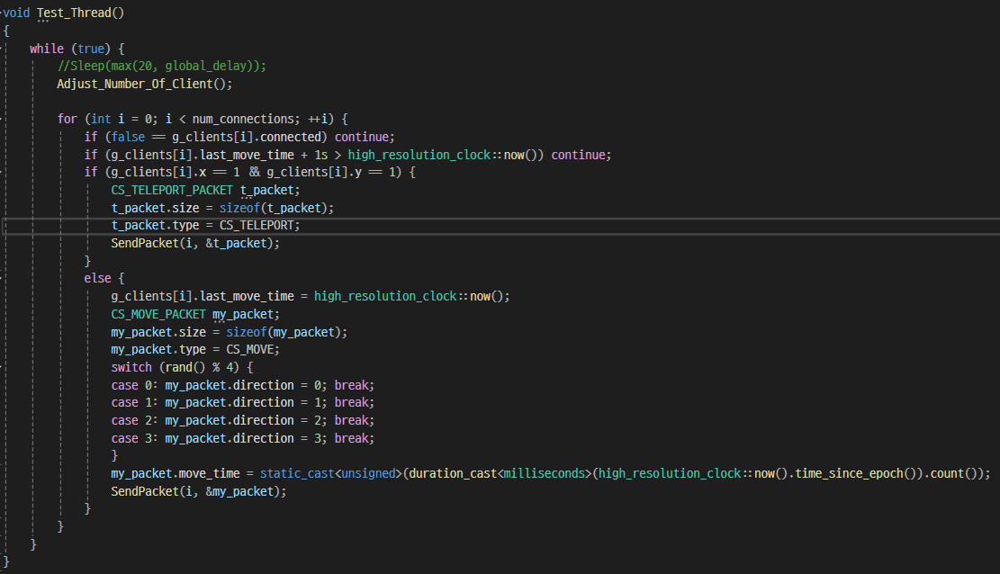 void Test_Thread()
{
    while (true) {
        //Sleep(max(20, global_delay));
        Adjust_Number_Of_Client();

        for (int i = 0; i < num_connections; ++i) {
            if (false == g_clients[i].connected) continue;
            if (g_clients[i].last_move_time + 1s > high_resolution_clock::now()) continue;
            if (g_clients[i].x == 1 && g_clients[i].y == 1) {
                CS_TELEPORT_PACKET t_packet;
                t_packet.size = sizeof(t_packet);
                t_packet.type = CS_TELEPORT;
                SendPacket(i, &t_packet);
            }
            else {
                g_clients[i].last_move_time = high_resolution_clock::now();
                CS_MOVE_PACKET my_packet;
                my_packet.size = sizeof(my_packet);
                my_packet.type = CS_MOVE;
                switch (rand() % 4) {
                case 0: my_packet.direction = 0; break;
                case 1: my_packet.direction = 1; break;
                case 2: my_packet.direction = 2; break;
                case 3: my_packet.direction = 3; break;
                }
                my_packet.move_time = static_cast<unsigned>(duration_cast<milliseconds>(high_resolution_clock::now().time_since_epoch()).count());
                SendPacket(i, &my_packet);
            }
        }
    }
}